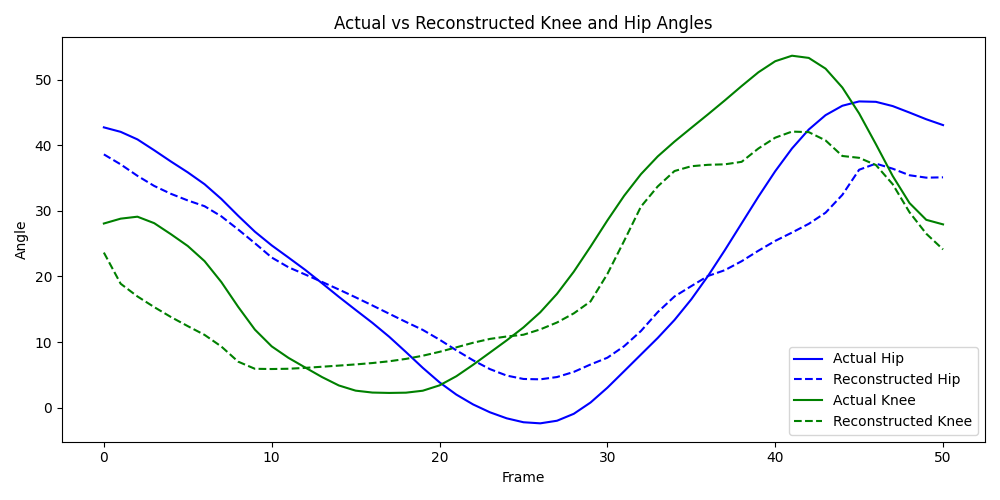 Actual vs Reconstructed Knee and Hip Angles
Angle
50
40
30
20
10
0
0 10 20 30 40 50
Frame
Actual Hip
Reconstructed Hip
Actual Knee
Reconstructed Knee